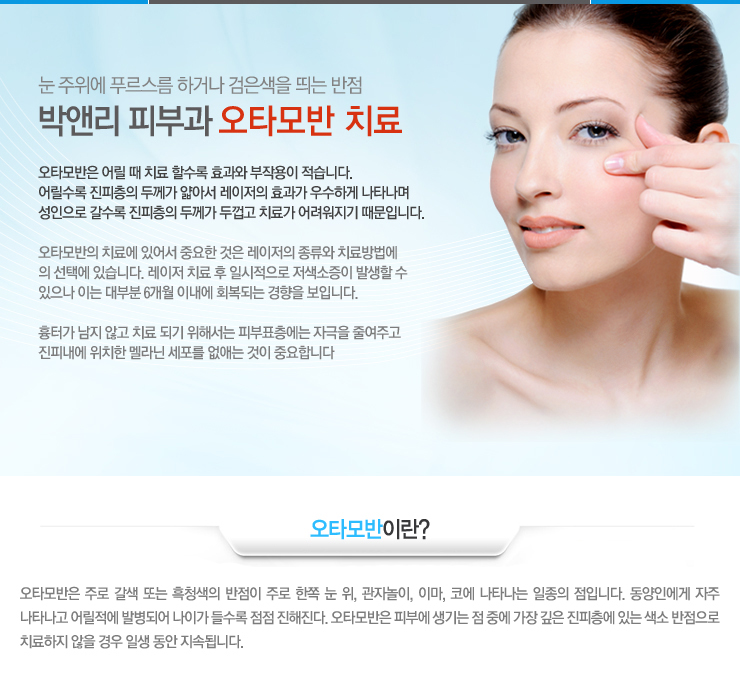 눈 주위에 푸르스름 하거나 검은색을 띄는 반점
박앤리 피부과 오타모반 치료
오타모반은 어릴 때 치료 할수록 효과와 부작용이 적습니다.
어릴수록 진피층의 두께가 얇아서 레이저의 효과가 우수하게 나타나며
성인으로 갈수록 진피층의 두께가 두껍고 치료가 어려워지기 때문입니다.
오타모반의 치료에 있어서 중요한 것은 레이저의 종류와 치료방법에
의 선택에 있습니다. 레이저 치료 후 일시적으로 저색소증이 발생할 수
있으나 이는 대부분 6개월 이내에 회복되는 경향을 보입니다.
흉터가 남지 않고 치료 되기 위해서는 피부표층에는 자극을 줄여주고
진피내에 위치한 멜라닌 세포를 없애는 것이 중요합니다
오타모반이란?
오타모반은 주로 갈색 또는 흑청색의 반점이 주로 한쪽 눈 위, 관자놀이, 이마, 코에 나타나는 일종의 점입니다. 동양인에게 자주
나타나고 어릴적에 발병되어 나이가 들수록 점점 진해진다. 오타모반은 피부에 생기는 점 중에 가장 깊은 진피층에 있는 색소 반점으로
치료하지 않을 경우 일생 동안 지속됩니다.